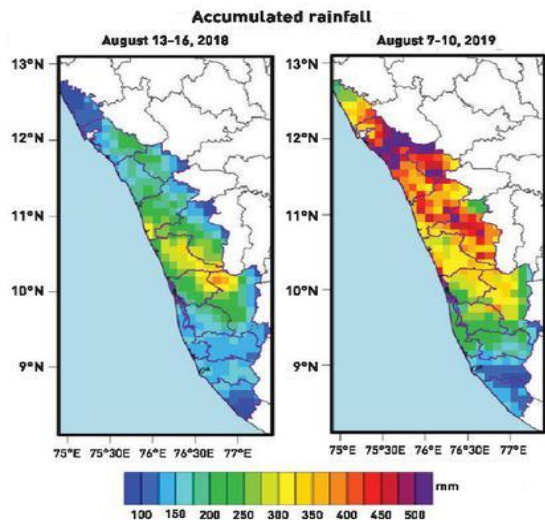 Accumulated rainfall
August 13-16, 2018
August 7-10, 2019
13°N
12°N
11°N
10°N
9°N
75°E 75°30E 76°E 76°30E 77°E
13°N
12°N
11°N
10°N
9°N
75°E 75°30E 76°E 76°30E 77°E
mm
100 150 200 250 300 350 400 450 500